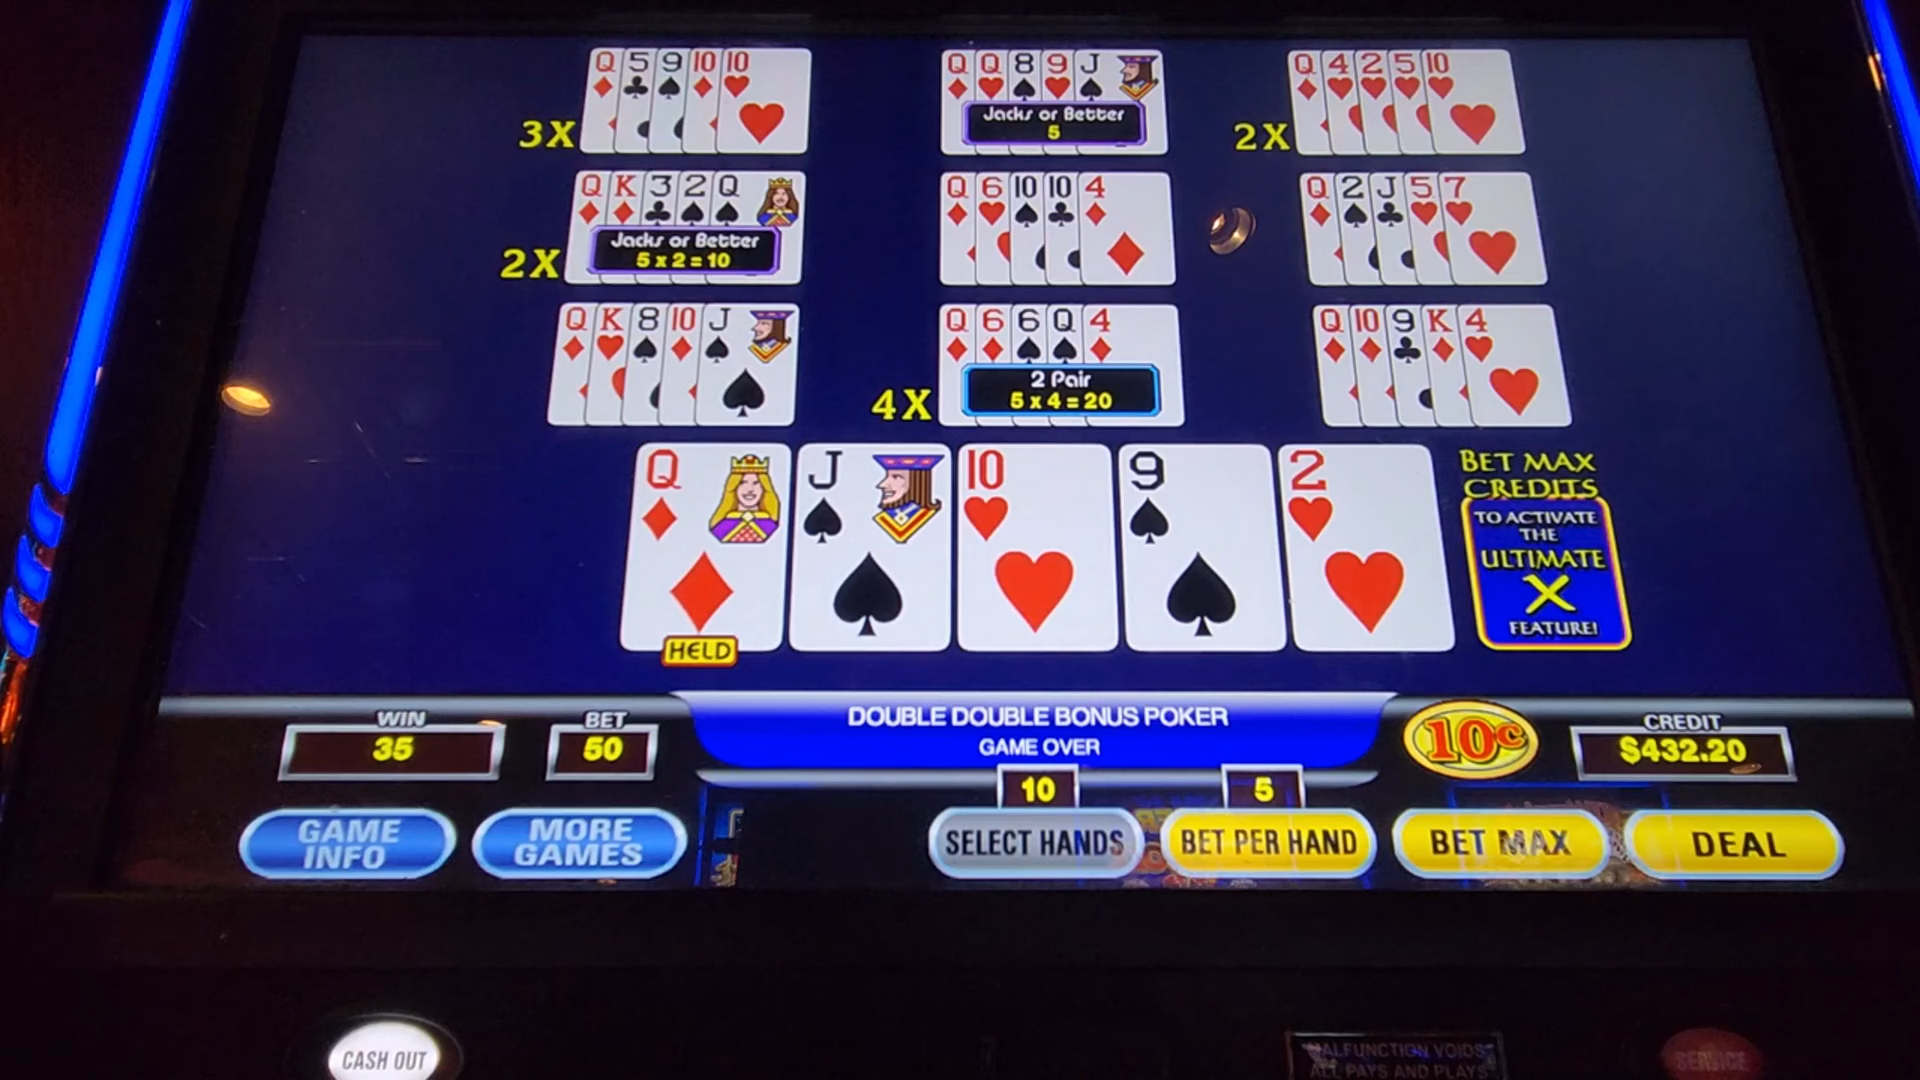 Q 5 9 10 10
3X
Q Q 8 9 J
Jacks or Better
5
Q 4 2 5 10
2X
Q K 3 2 Q
Jacks or Better
5 x 2 = 10
2X
Q 6 10 10 4
Q 2 J 5 7
Q K 8 10 J
Q 6 6 Q 4
2 Pair
5 x 4 = 20
4X
Q 10 9 K 4
Q J 10 9 2
HELD
BET MAX
CREDITS
TO ACTIVATE
THE
ULTIMATE
X
FEATURE!
WIN
35
BET
50
DOUBLE DOUBLE BONUS POKER
GAME OVER
10¢
CREDIT
$432.20
10
5
GAME
INFO
MORE
GAMES
SELECT HANDS
BET PER HAND
BET MAX
DEAL
CASH OUT
MALFUNCTION VOIDS
ALL PAYS AND PLAYS
SERVICE